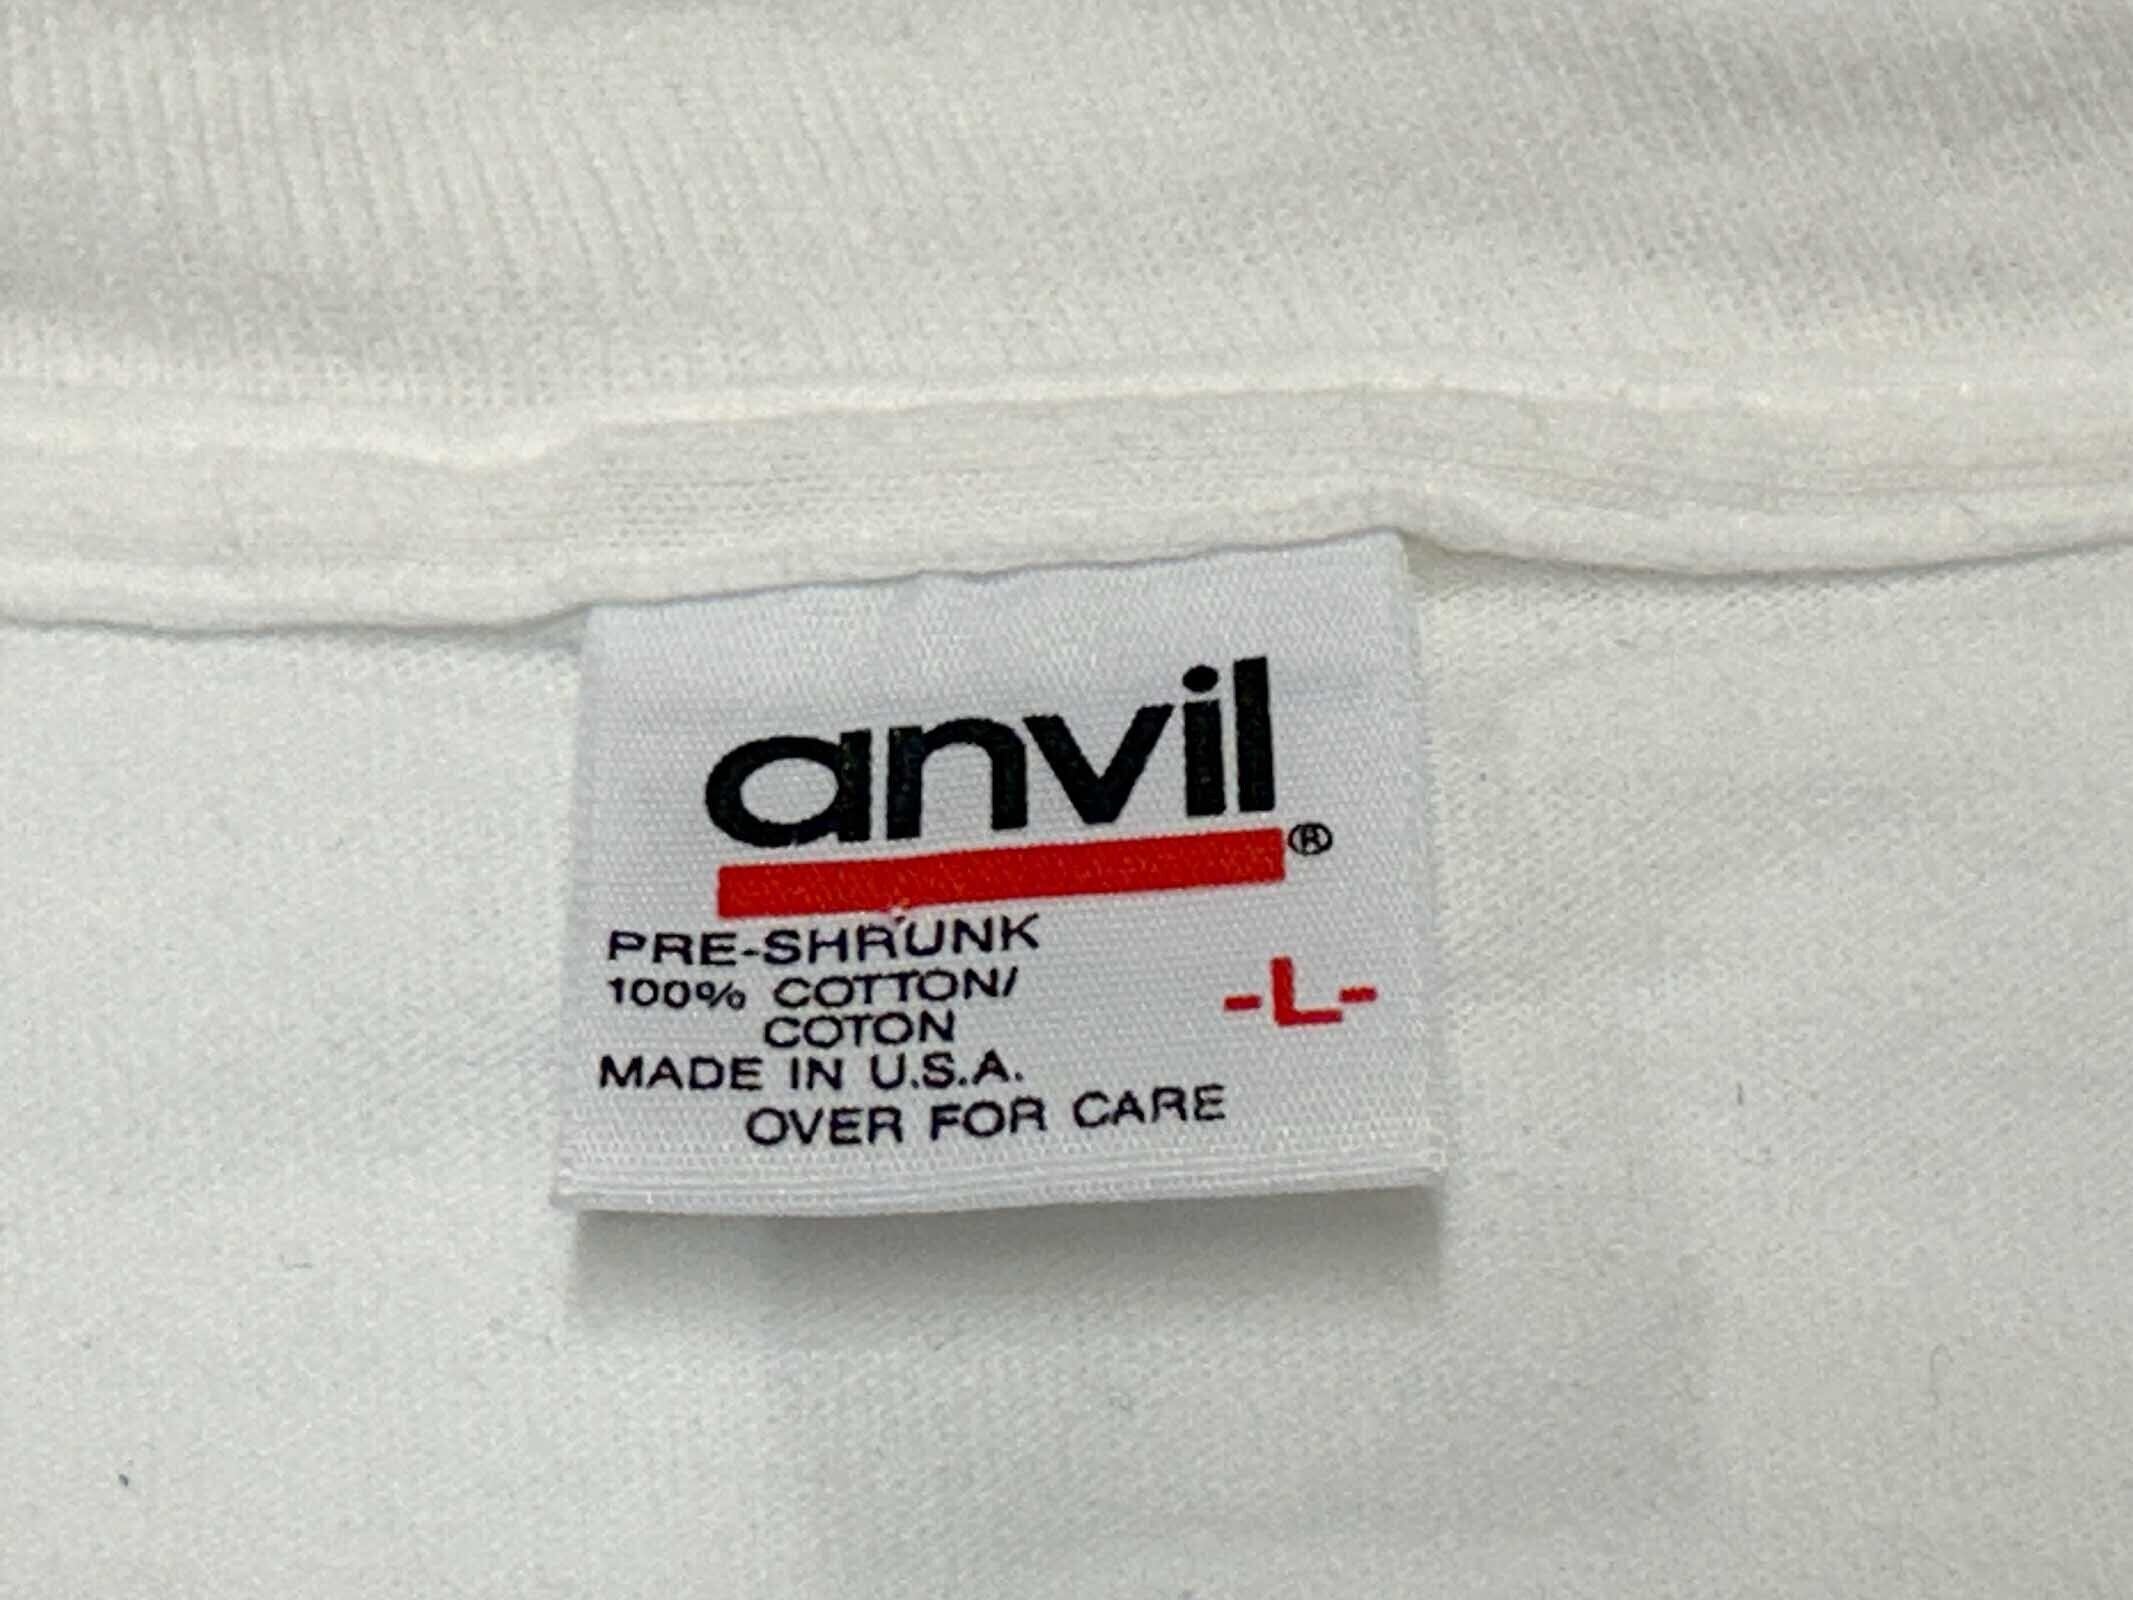 anvil®
PRE-SHRUNK
100% COTTON/
COTON
-L-
MADE IN U.S.A.
OVER FOR CARE